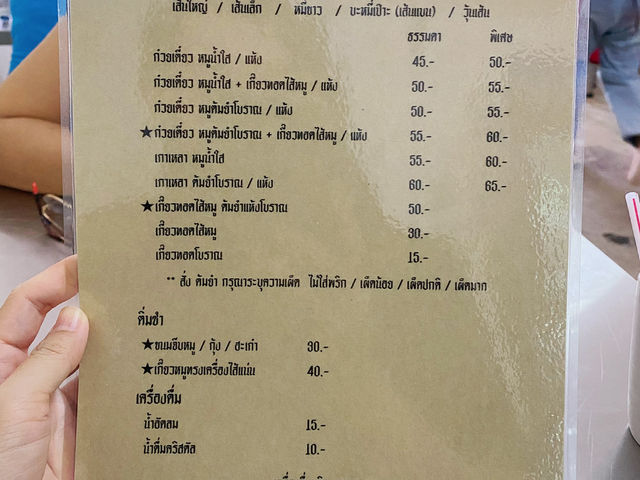 เส้นใหญ่ / เส้นเล็ก / หมี่ขาว / บะหมี่เป๊าะ (เส้นแบน) / วุ้นเส้น
ธรรมดา พิเศษ
ก๋วยเตี๋ยว หมูน้ำใส / แห้ง 45.- 50.-
ก๋วยเตี๋ยว หมูน้ำใส + เกี๊ยวทอดไส้หมู / แห้ง 50.- 55.-
ก๋วยเตี๋ยว หมูต้มยำโบราณ / แห้ง 50.- 55.-
★ก๋วยเตี๋ยว หมูต้มยำโบราณ + เกี๊ยวทอดไส้หมู / แห้ง 55.- 60.-
เกาเหลา หมูน้ำใส 55.- 60.-
เกาเหลา ต้มยำโบราณ / แห้ง 60.- 65.-
★เกี๊ยวทอดไส้หมู ต้มยำแห้งโบราณ 50.-
เกี๊ยวทอดไส้หมู 30.-
เกี๊ยวทอดโบราณ 15.-
** สั่ง ต้มยำ กรุณาระบุความเผ็ด ไม่ใส่พริก / เผ็ดน้อย / เผ็ดปกติ / เผ็ดมาก
ติ่มซำ
★ขนมจีบหมู / กุ้ง / ฮะเก๋า 30.-
★เกี๊ยวหมูทรงเครื่องไส้แน่น 40.-
เครื่องดื่ม
น้ำอัดลม 15.-
น้ำดื่มคริสตัล 10.-